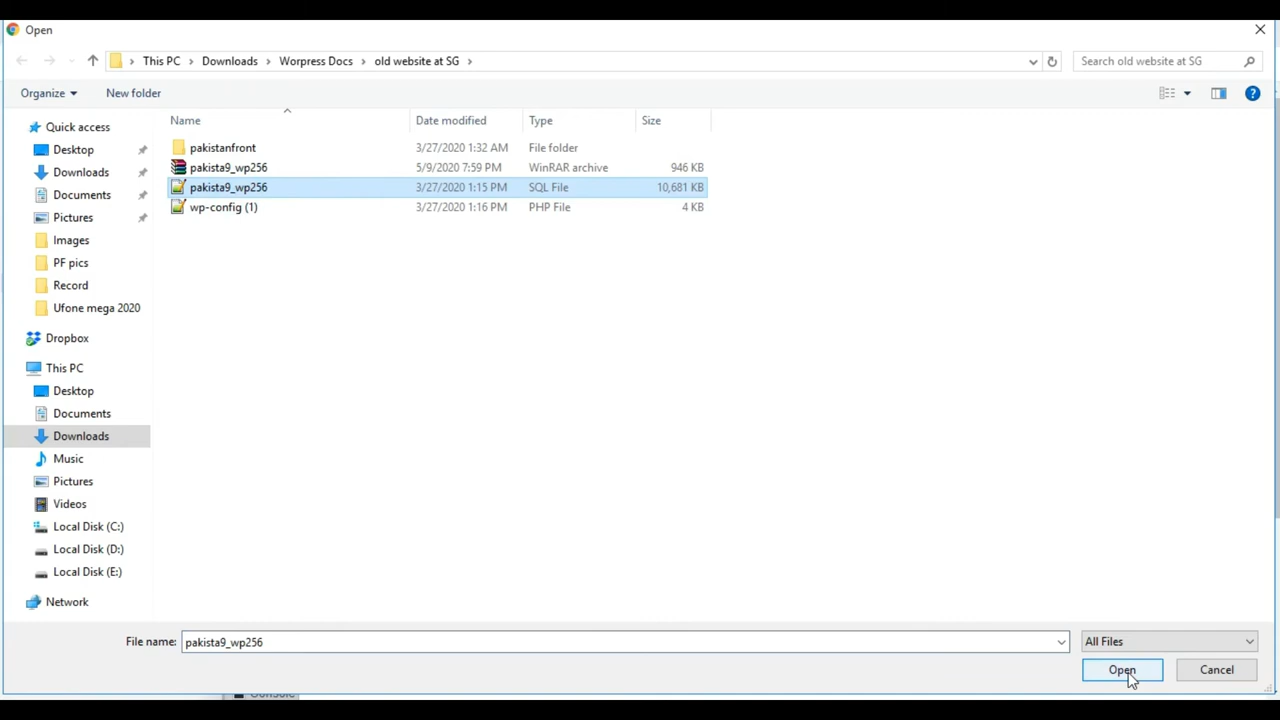 Open
This PC > Downloads > Worpress Docs > old website at SG >
Search old website at SG
Organize
New folder
Name Date modified Type Size
pakistanfront 3/27/2020 1:32 AM File folder
pakista9_wp256 5/9/2020 7:59 PM WinRAR archive 946 KB
pakista9_wp256 3/27/2020 1:15 PM SQL File 10,681 KB
wp-config (1) 3/27/2020 1:16 PM PHP File 4 KB
Quick access
Desktop
Downloads
Documents
Pictures
Images
PF pics
Record
Ufone mega 2020
Dropbox
This PC
Desktop
Documents
Downloads
Music
Pictures
Videos
Local Disk (C:)
Local Disk (D:)
Local Disk (E:)
Network
File name: pakista9_wp256
All Files
Open
Cancel